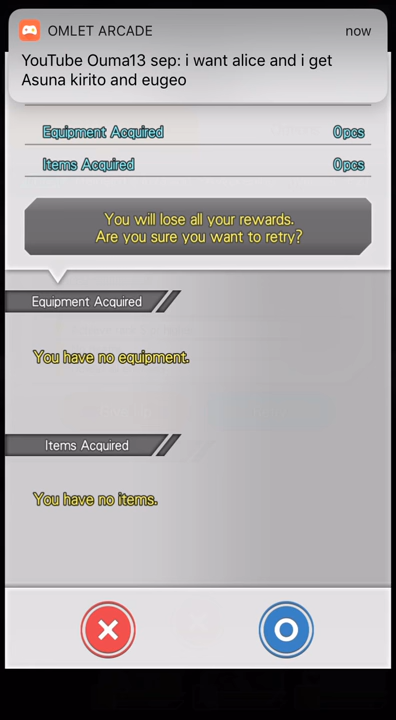 OMLET ARCADE now
YouTube Ouma13 sep: i want alice and i get
Asuna kirito and eugeo
Equipment Acquired 0pcs
Items Acquired 0pcs
You will lose all your rewards.
Are you sure you want to retry?
Equipment Acquired
You have no equipment.
Items Acquired
You have no items.